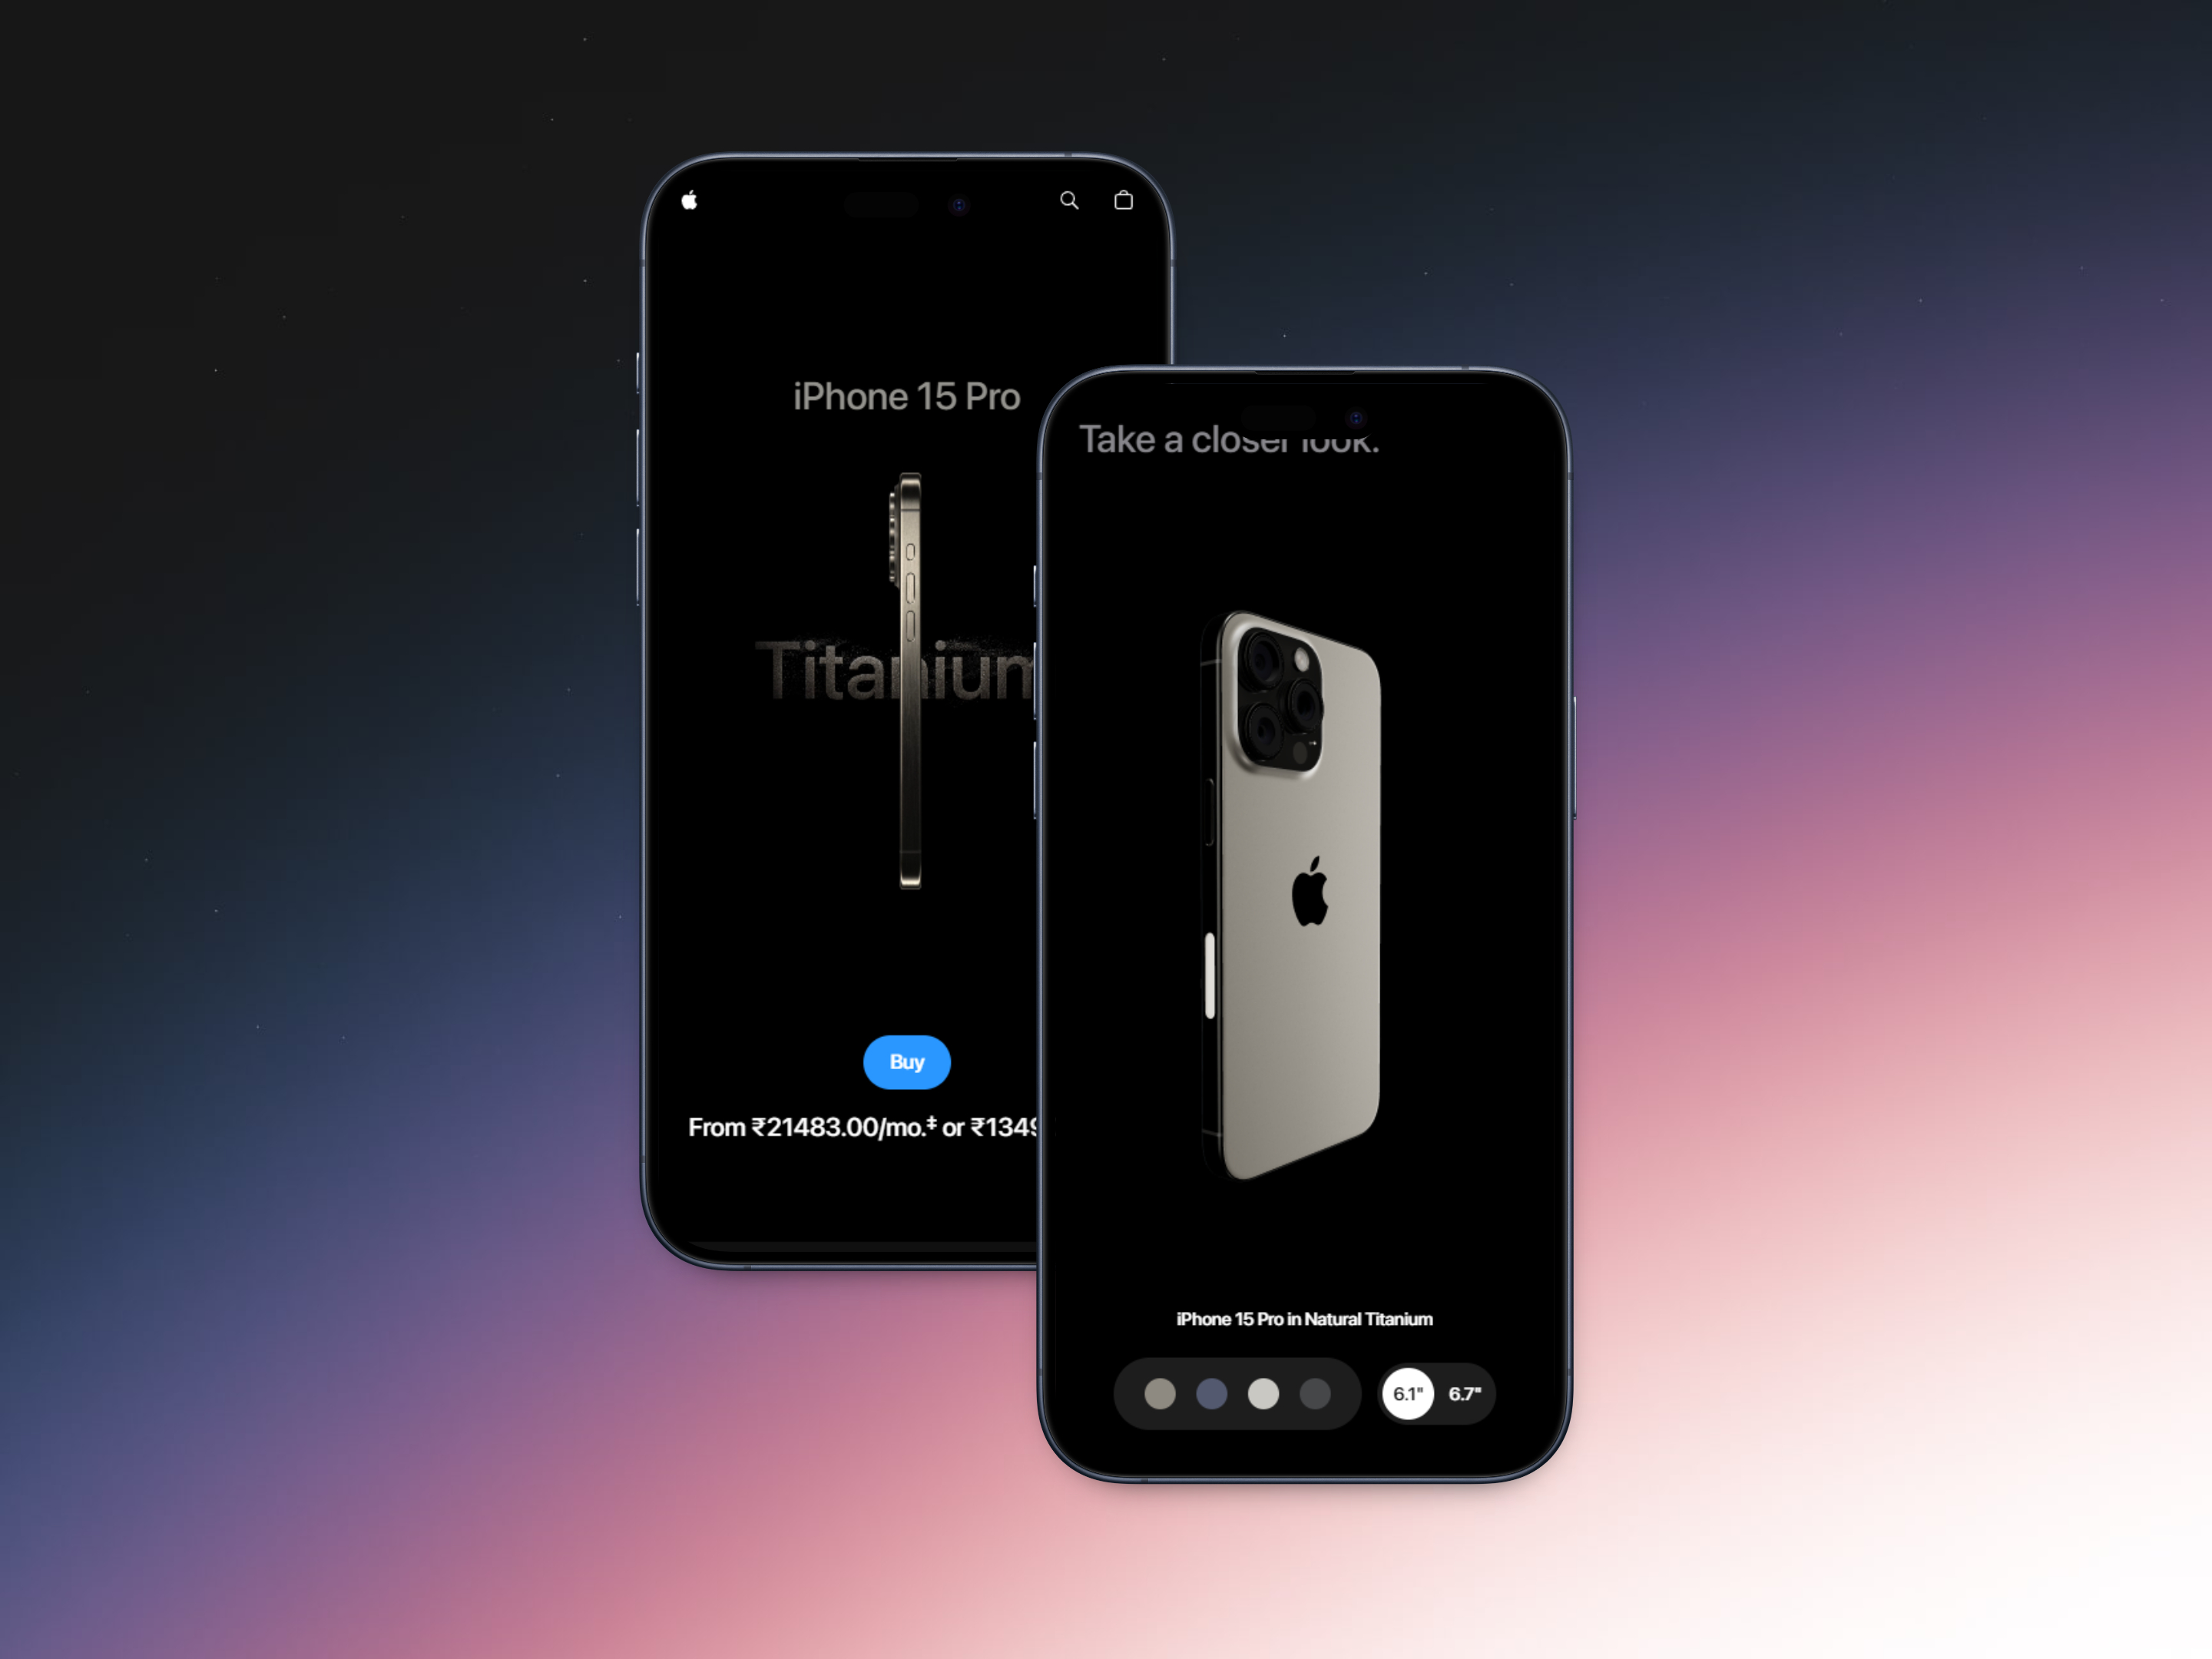 iPhone 15 Pro
Titanium
Buy
From ₹21483.00/mo.‡ or ₹1349
Take a closer look.
iPhone 15 Pro in Natural Titanium
6.1" 6.7"